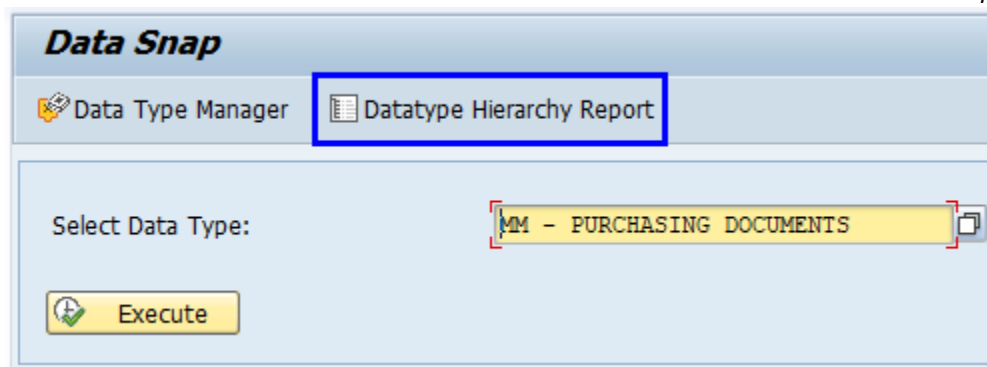 Data Snap
Data Type Manager Datatype Hierarchy Report
Select Data Type: MM - PURCHASING DOCUMENTS
Execute